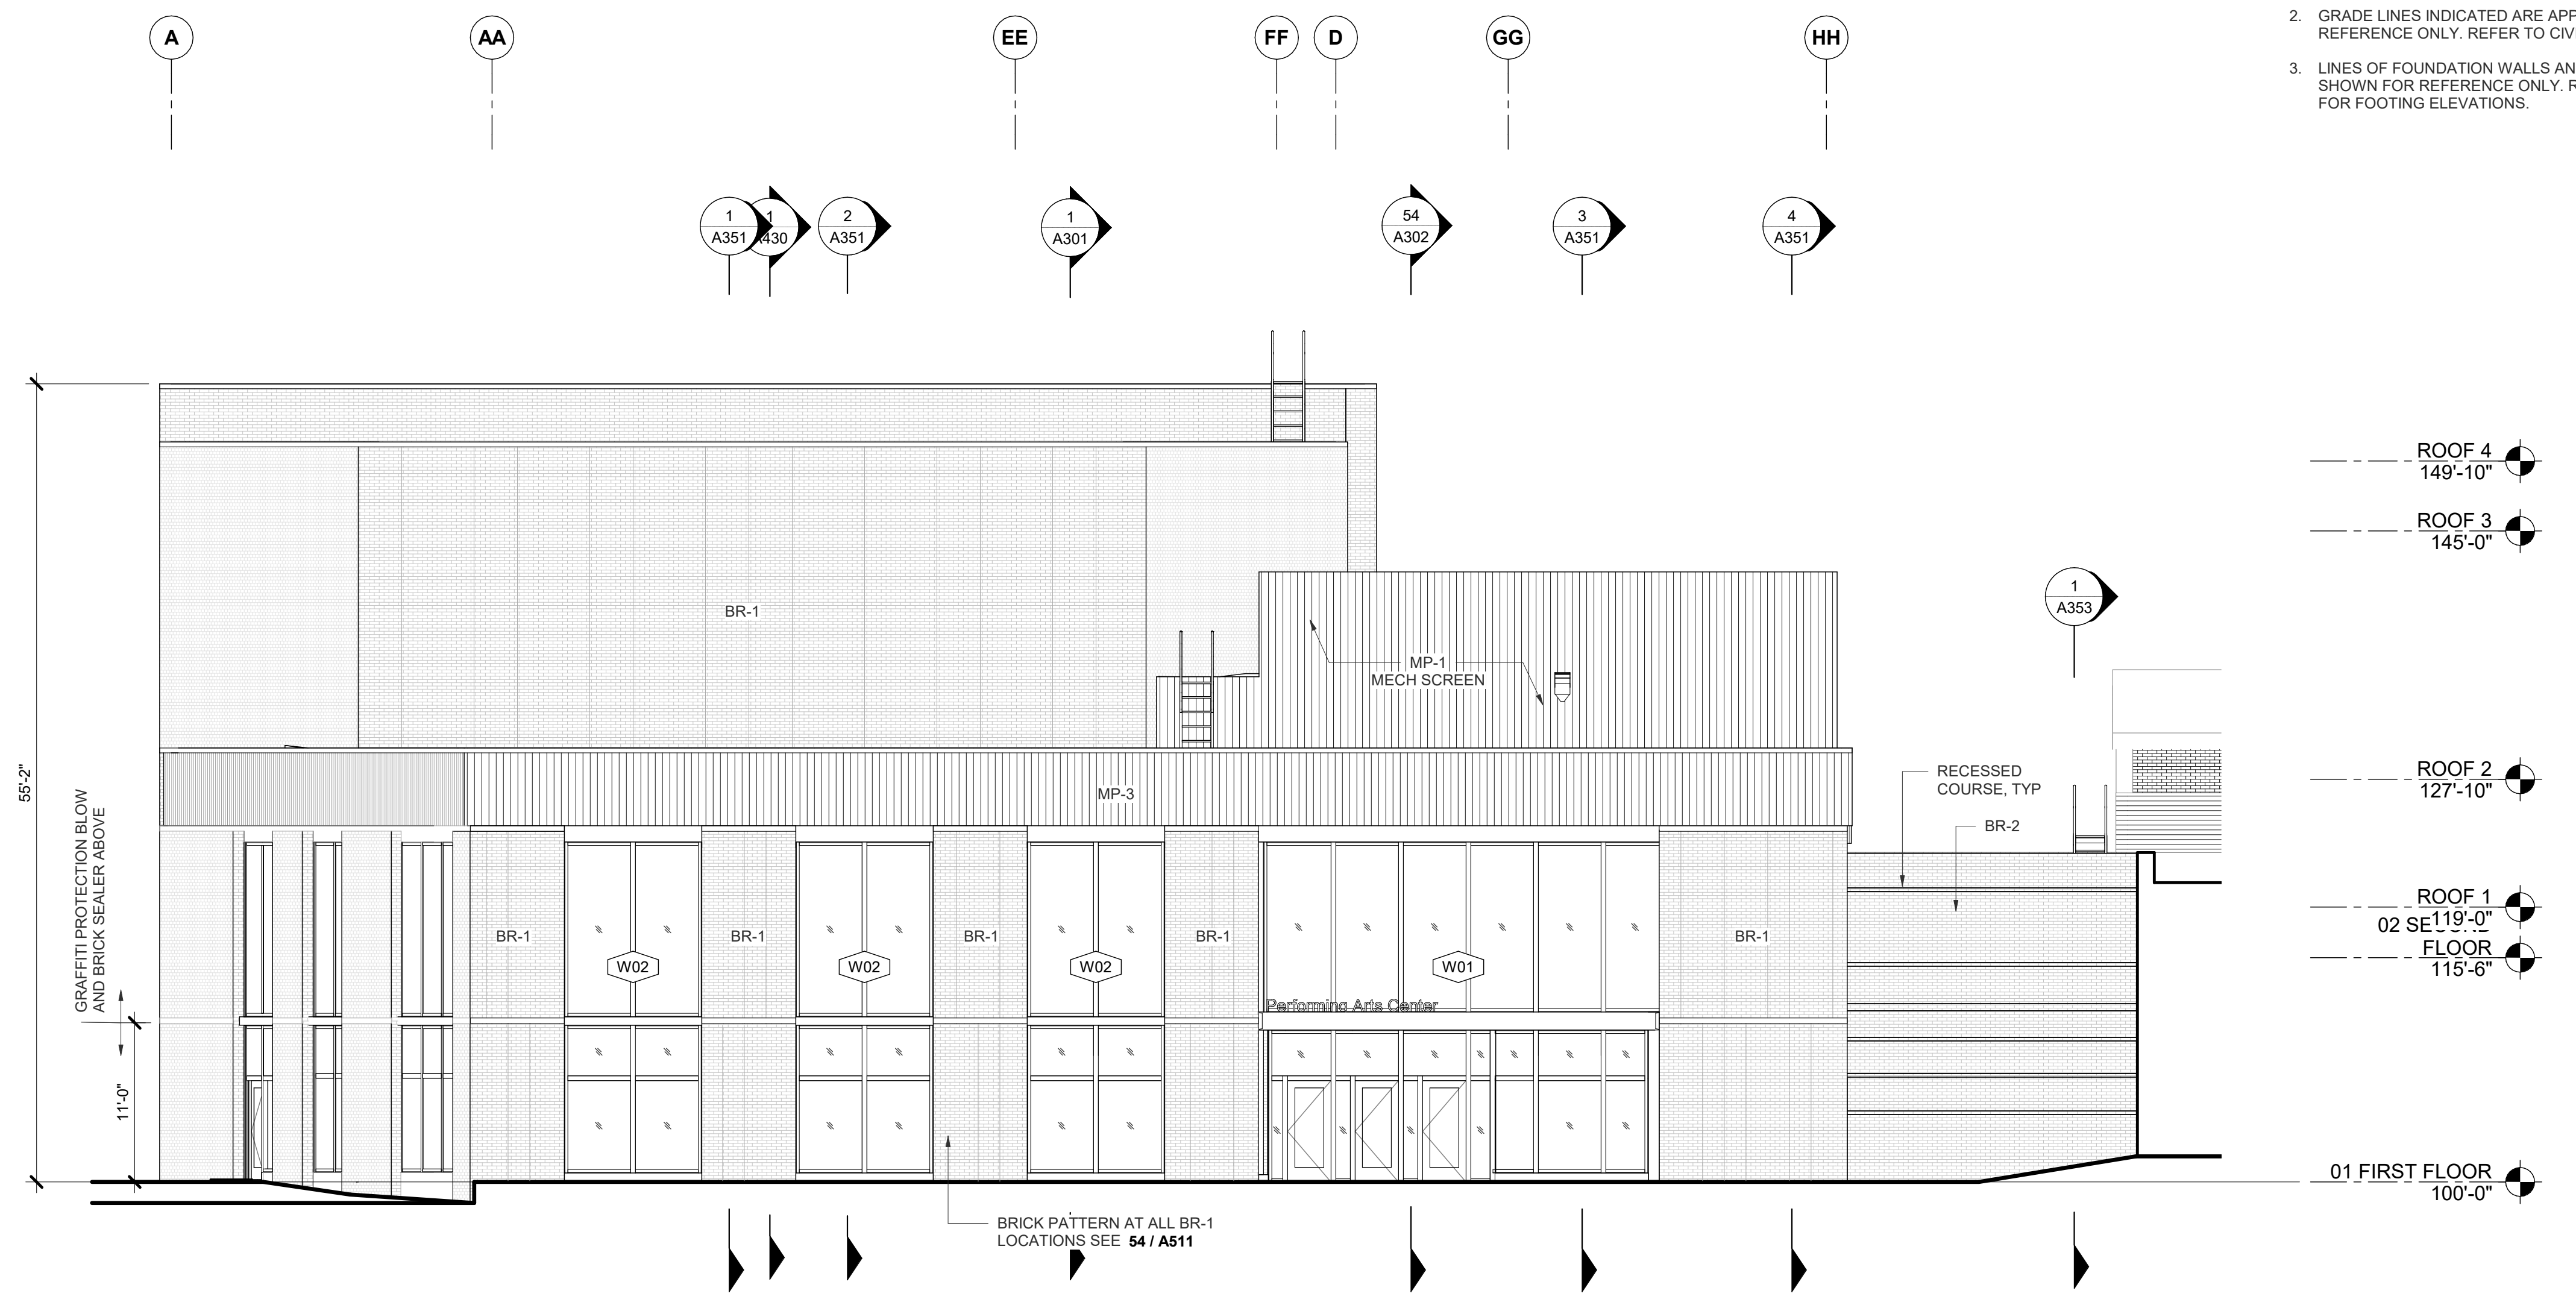 2. GRADE LINES INDICATED ARE APP
REFERENCE ONLY. REFER TO CIV
3. LINES OF FOUNDATION WALLS AN
SHOWN FOR REFERENCE ONLY. R
FOR FOOTING ELEVATIONS.
A
AA
EE
FF
D
GG
HH
1
A351
1
A430
2
A351
1
A301
54
A302
3
A351
4
A351
ROOF 4
149'-10"
ROOF 3
145'-0"
1
A353
BR-1
MP-1
MECH SCREEN
55'-2"
MP-3
RECESSED
COURSE, TYP
BR-2
ROOF 2
127'-10"
GRAFFITI PROTECTION BLOW
AND BRICK SEALER ABOVE
BR-1
BR-1
BR-1
BR-1
BR-1
W02
W02
W02
W01
Performing Arts Center
ROOF 1
119'-0"
02
FLOOR
115'-6"
11'-0"
01 FIRST FLOOR
100'-0"
BRICK PATTERN AT ALL BR-1
LOCATIONS SEE 54 / A511